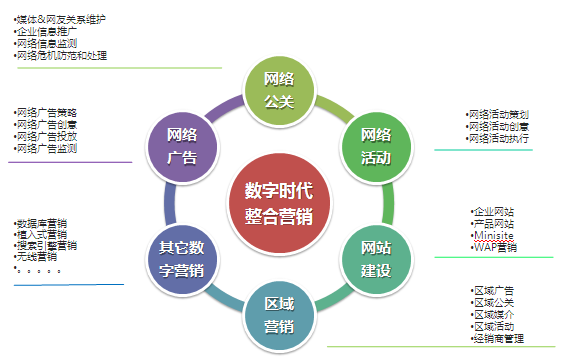 •媒体&网友关系维护
•企业信息推广
•网络信息监测
•网络危机防范和处理
网络
公关
•网络广告策略
•网络广告创意
•网络广告投放
•网络广告监测
网络
广告
网络
活动
•网络活动策划
•网络活动创意
•网络活动执行
数字时代
整合营销
•数据库营销
•植入式营销
•搜索引擎营销
•无线营销
•。。。。。
其它数
字营销
网站
建设
•企业网站
•产品网站
•Minisite
•WAP营销
区域
营销
•区域广告
•区域公关
•区域媒介
•区域活动
•经销商管理